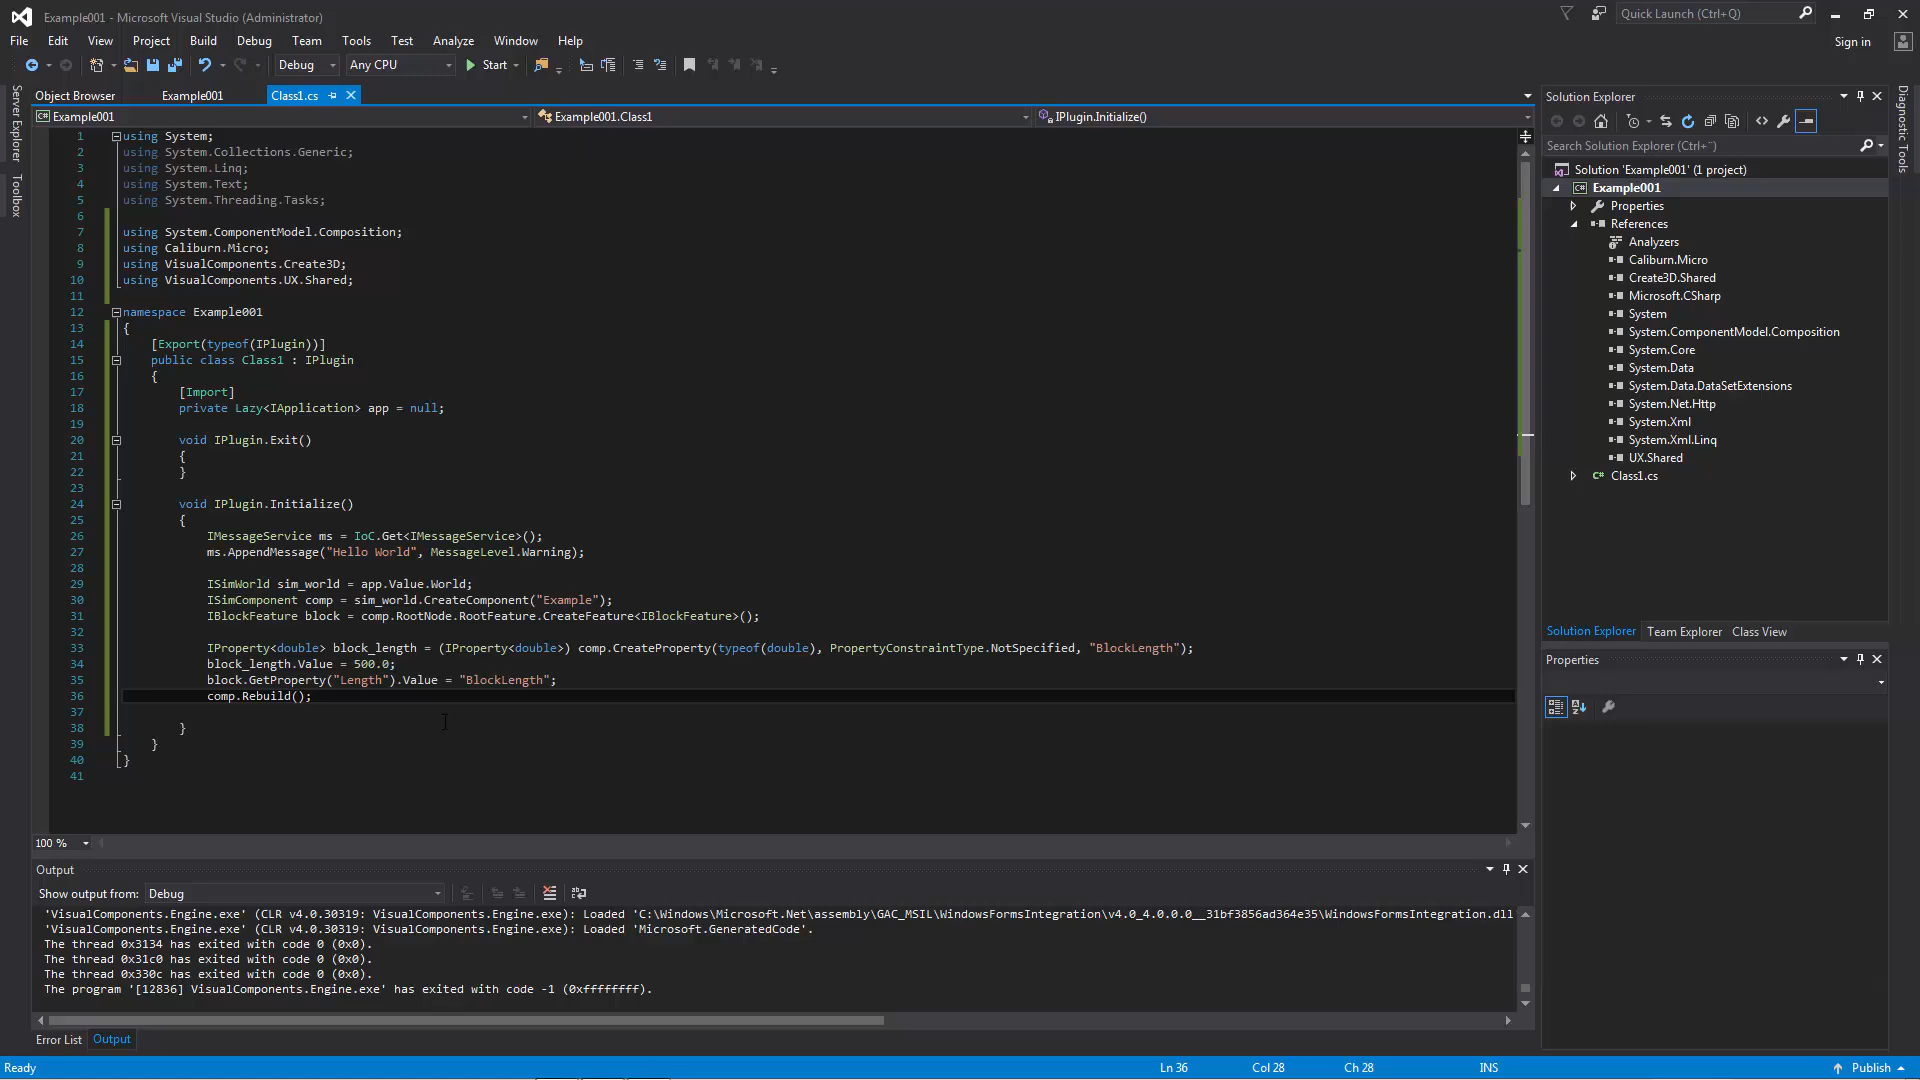 Example001 - Microsoft Visual Studio (Administrator)
Quick Launch (Ctrl+Q)
File Edit View Project Build Debug Team Tools Test Analyze Window Help
Sign in
Debug Any CPU Start
Server Explorer
Toolbox
Object Browser Example001 Class1.cs
Example001 Example001.Class1 IPlugin.Initialize()
1 using System;
2 using System.Collections.Generic;
3 using System.Linq;
4 using System.Text;
5 using System.Threading.Tasks;
6
7 using System.ComponentModel.Composition;
8 using Caliburn.Micro;
9 using VisualComponents.Create3D;
10 using VisualComponents.UX.Shared;
11
12 namespace Example001
13 {
14 [Export(typeof(IPlugin))]
15 public class Class1 : IPlugin
16 {
17 [Import]
18 private Lazy<IApplication> app = null;
19
20 void IPlugin.Exit()
21 {
22 }
23
24 void IPlugin.Initialize()
25 {
26 IMessageService ms = IoC.Get<IMessageService>();
27 ms.AppendMessage("Hello World", MessageLevel.Warning);
28
29 ISimWorld sim_world = app.Value.World;
30 ISimComponent comp = sim_world.CreateComponent("Example");
31 IBlockFeature block = comp.RootNode.RootFeature.CreateFeature<IBlockFeature>();
32
33 IProperty<double> block_length = (IProperty<double>) comp.CreateProperty(typeof(double), PropertyConstraintType.NotSpecified, "BlockLength");
34 block_length.Value = 500.0;
35 block.GetProperty("Length").Value = "BlockLength";
36 comp.Rebuild();
37
38 }
39 }
40 }
41
100 %
Output
Show output from: Debug
'VisualComponents.Engine.exe' (CLR v4.0.30319: VisualComponents.Engine.exe): Loaded 'C:\Windows\Microsoft.Net\assembly\GAC_MSIL\WindowsFormsIntegration\v4.0_4.0.0.0__31bf3856ad364e35\WindowsFormsIntegration.dll
'VisualComponents.Engine.exe' (CLR v4.0.30319: VisualComponents.Engine.exe): Loaded 'Microsoft.GeneratedCode'.
The thread 0x3134 has exited with code 0 (0x0).
The thread 0x31c0 has exited with code 0 (0x0).
The thread 0x330c has exited with code 0 (0x0).
The program '[12836] VisualComponents.Engine.exe' has exited with code -1 (0xffffffff).
Error List Output
Solution Explorer
Search Solution Explorer (Ctrl+¨)
Solution 'Example001' (1 project)
C# Example001
Properties
References
Analyzers
Caliburn.Micro
Create3D.Shared
Microsoft.CSharp
System
System.ComponentModel.Composition
System.Core
System.Data
System.Data.DataSetExtensions
System.Net.Http
System.Xml
System.Xml.Linq
UX.Shared
C# Class1.cs
Solution Explorer Team Explorer Class View
Properties
Diagnostic Tools
Ready Ln 36 Col 28 Ch 28 INS Publish